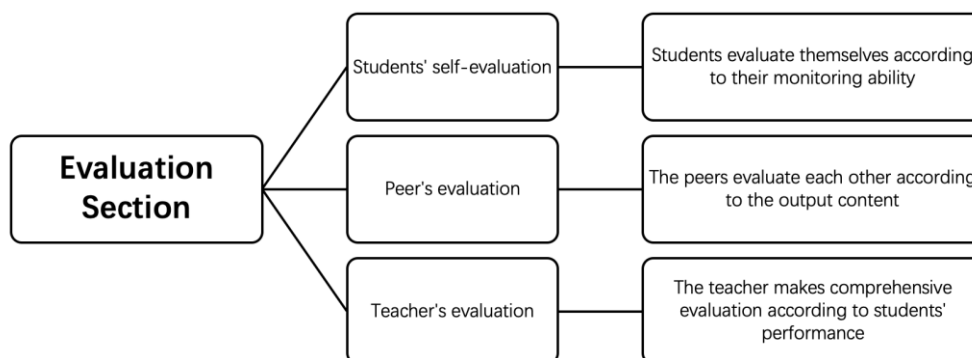 Evaluation
Section
Students' self-evaluation
Students evaluate themselves according
to their monitoring ability
Peer's evaluation
The peers evaluate each other according
to the output content
Teacher's evaluation
The teacher makes comprehensive
evaluation according to students'
performance